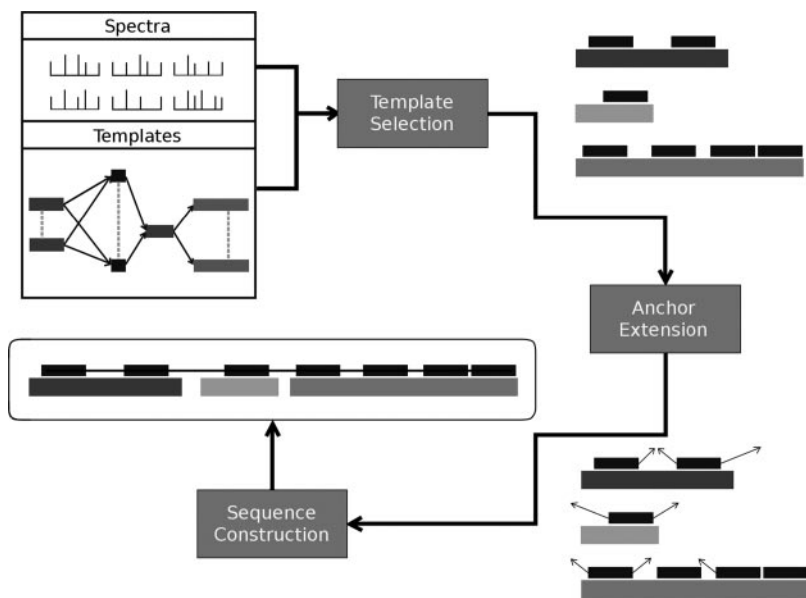 Spectra
Templates
Template
Selection
Anchor
Extension
Sequence
Construction